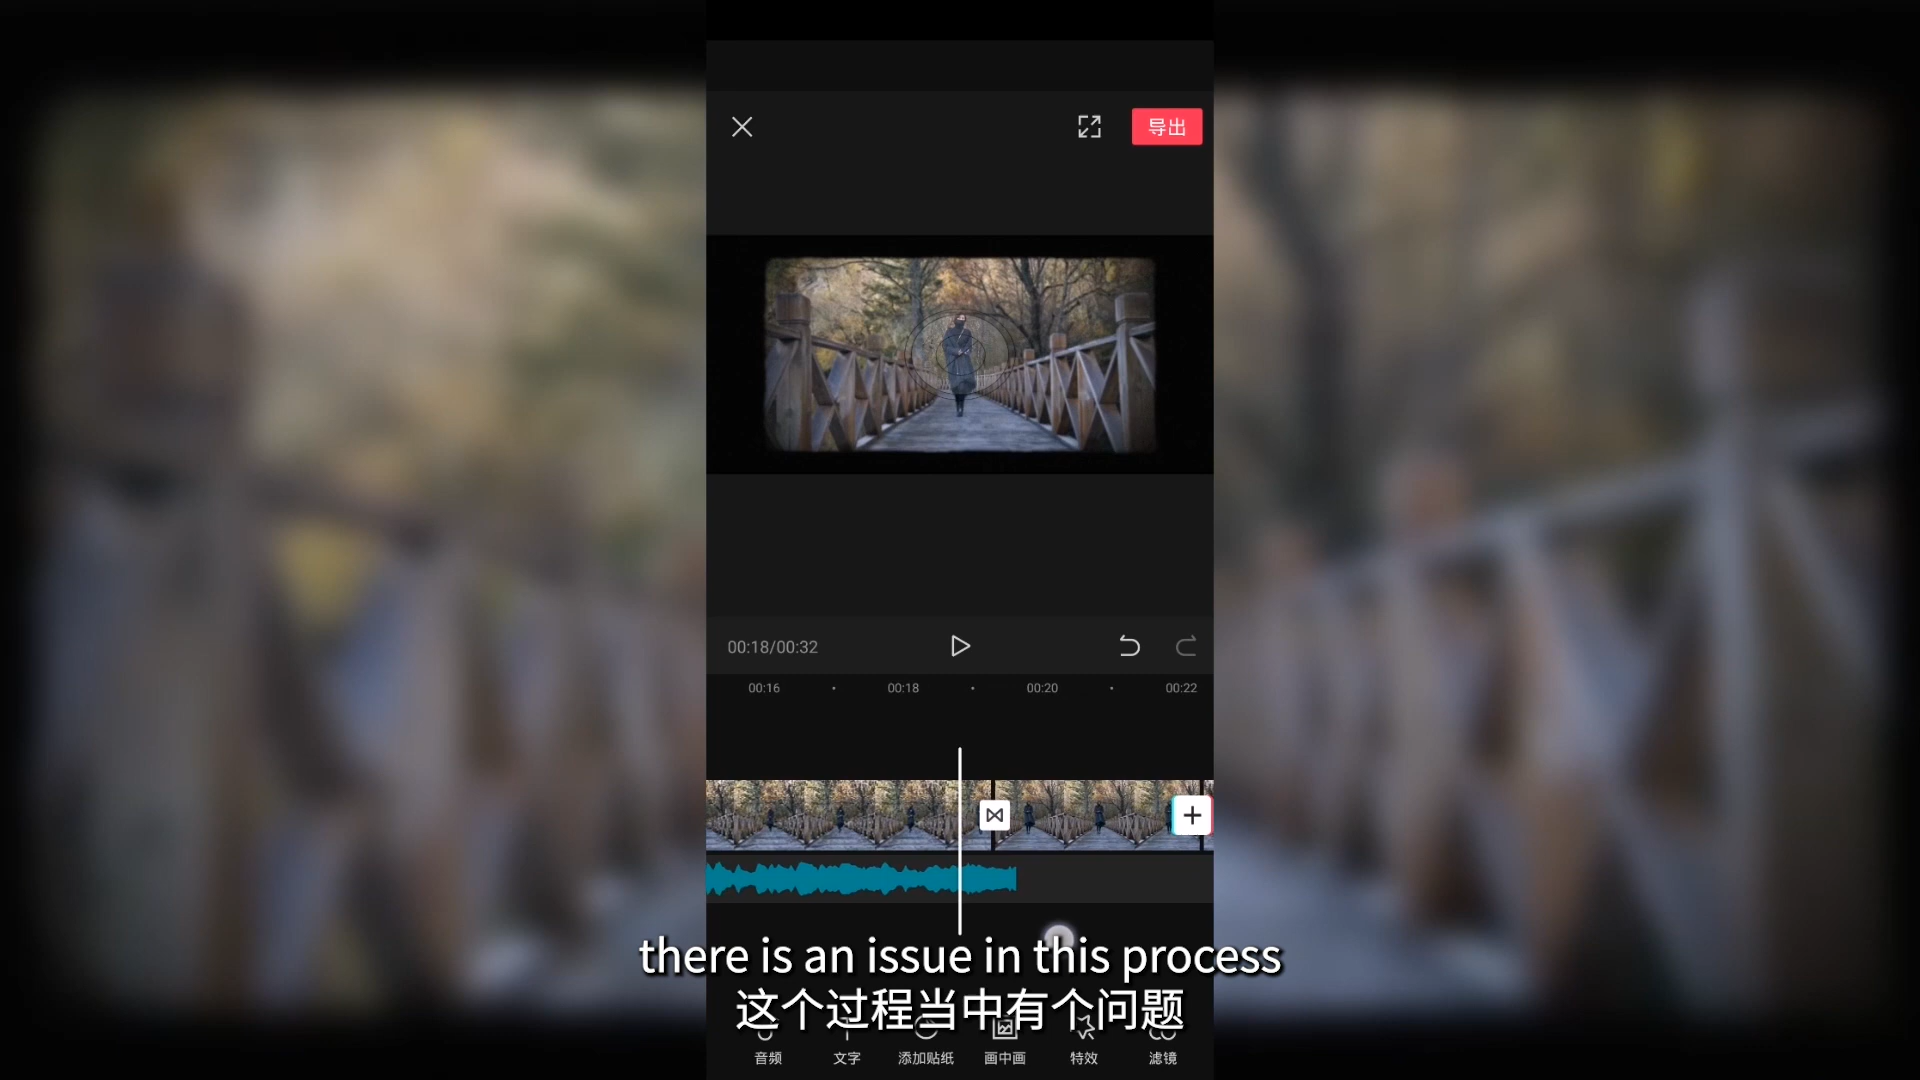 导出
00:18/00:32
00:16
00:18
00:20
00:22
there is an issue in this process
这个过程当中有个问题
音频
文字
添加贴纸
画中画
特效
滤镜